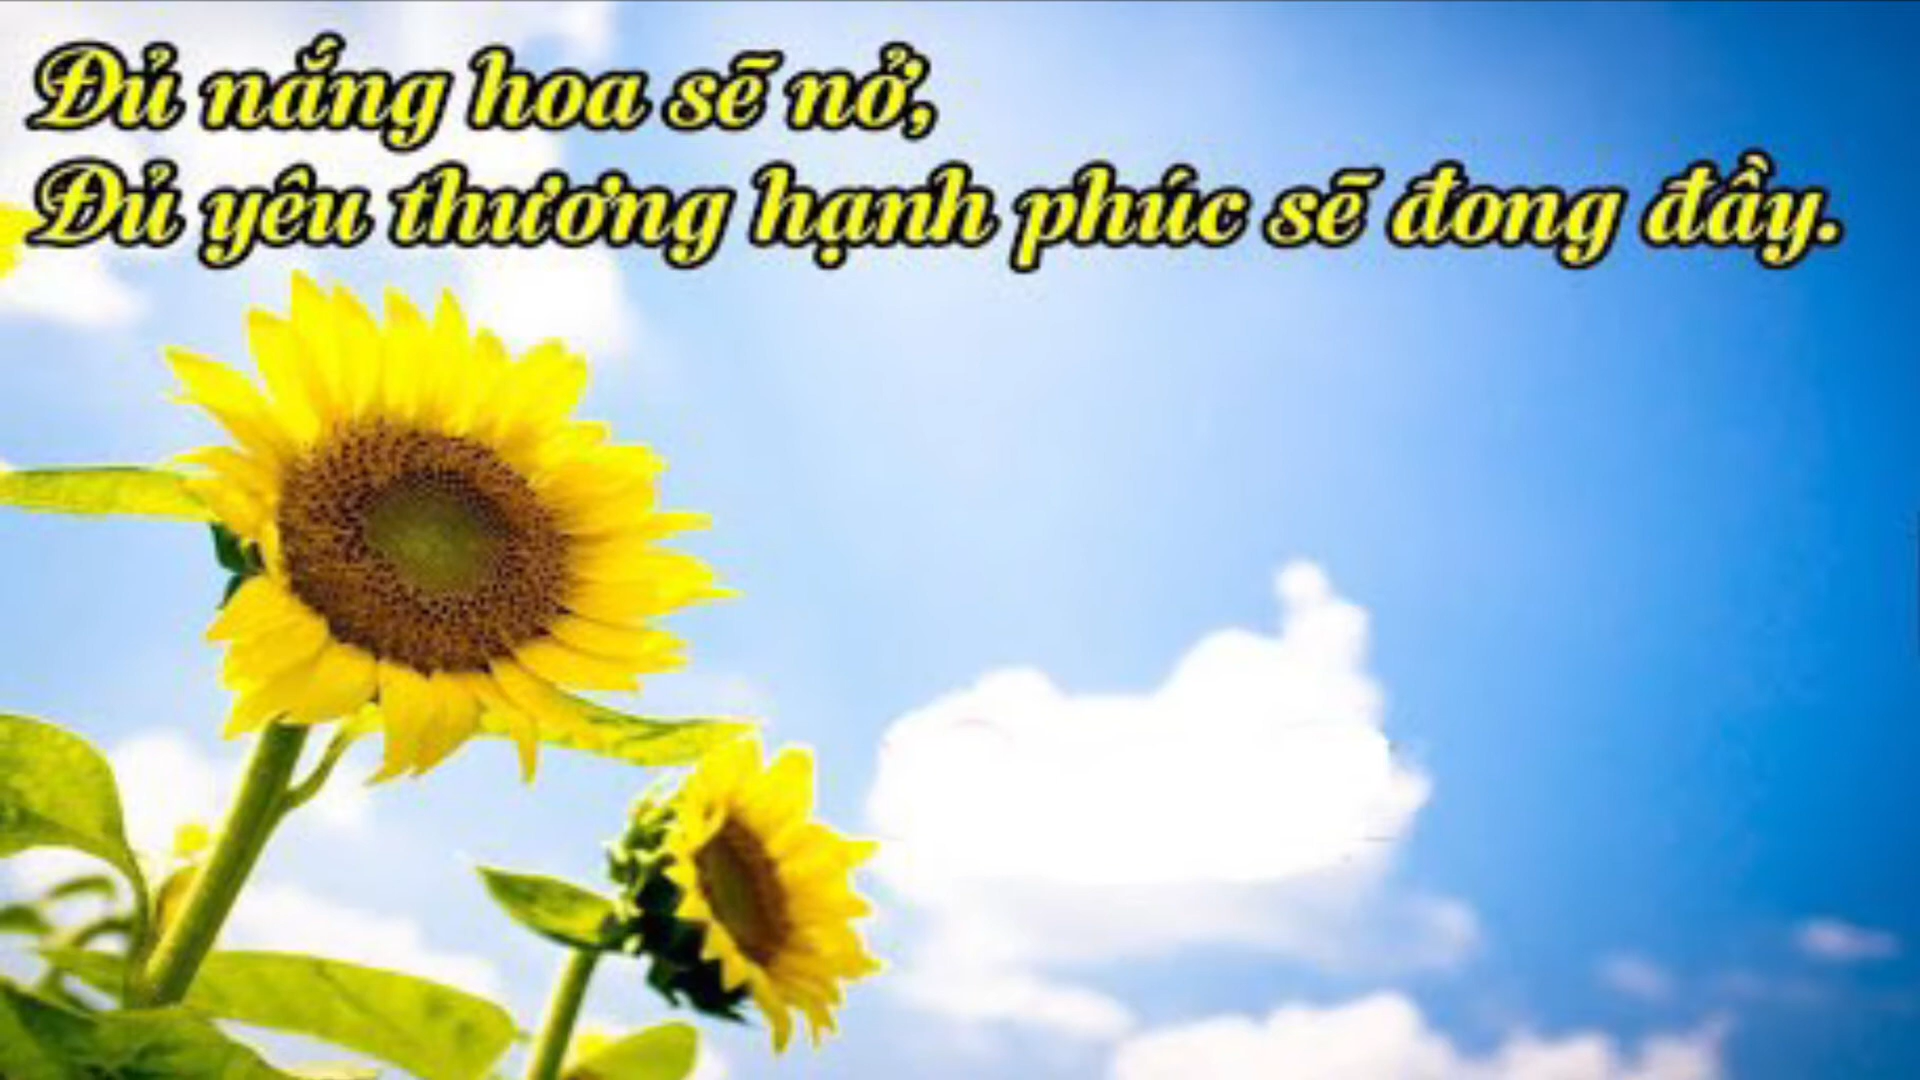 Đủ nắng hoa sẽ nở,
Đủ yêu thương hạnh phúc sẽ đong đầy.